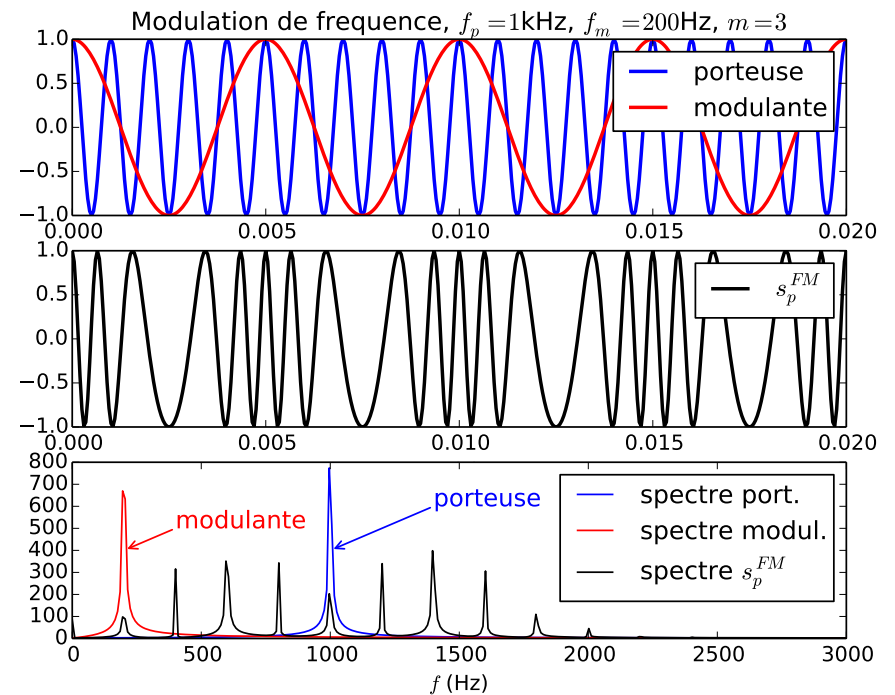 Modulation de frequence, f_p = 1kHz, f_m = 200Hz, m = 3
1.0
0.5
0.0
−0.5
−1.0
porteuse
modulante
0.000 0.005 0.010 0.015 0.020
1.0
0.5
0.0
−0.5
−1.0
s_p^FM
0.000 0.005 0.010 0.015 0.020
800
700
600
500
400
300
200
100
0
modulante
porteuse
spectre port.
spectre modul.
spectre s_p^FM
0 500 1000 1500 2000 2500 3000
f (Hz)